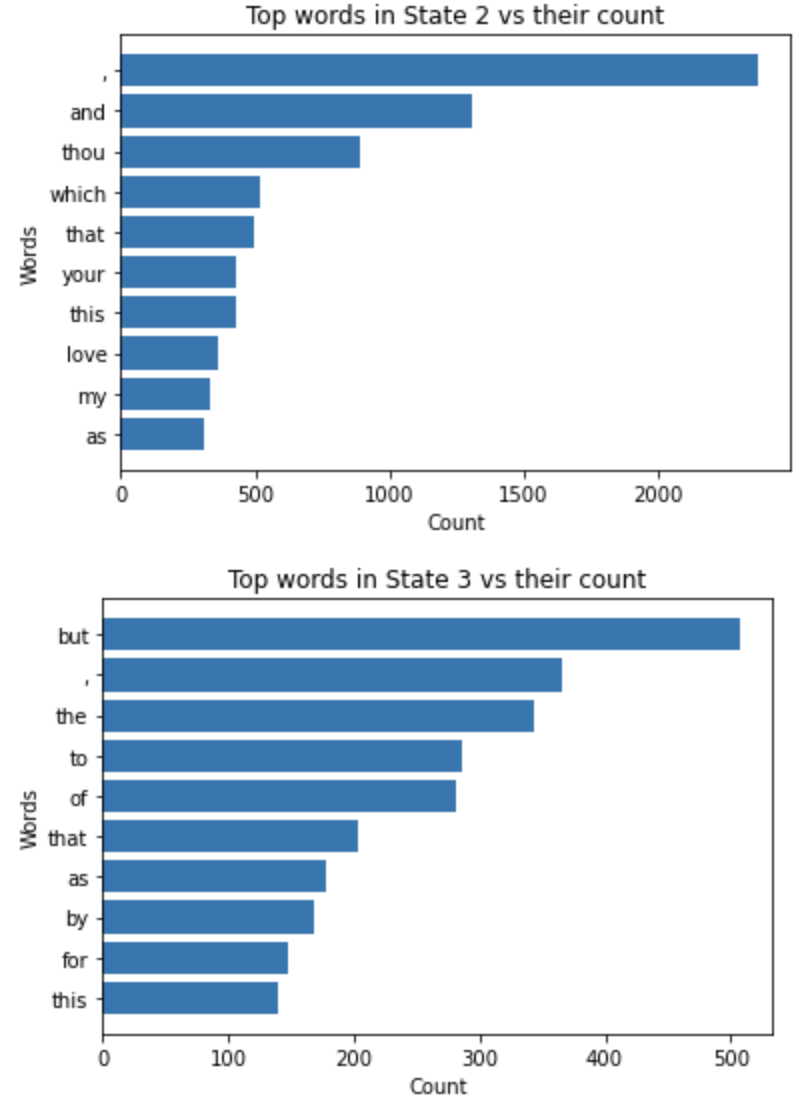 Top words in State 2 vs their count
,
and
thou
which
that
your
this
love
my
as
Words
0 500 1000 1500 2000
Count
Top words in State 3 vs their count
but
,
the
to
of
that
as
by
for
this
Words
0 100 200 300 400 500
Count